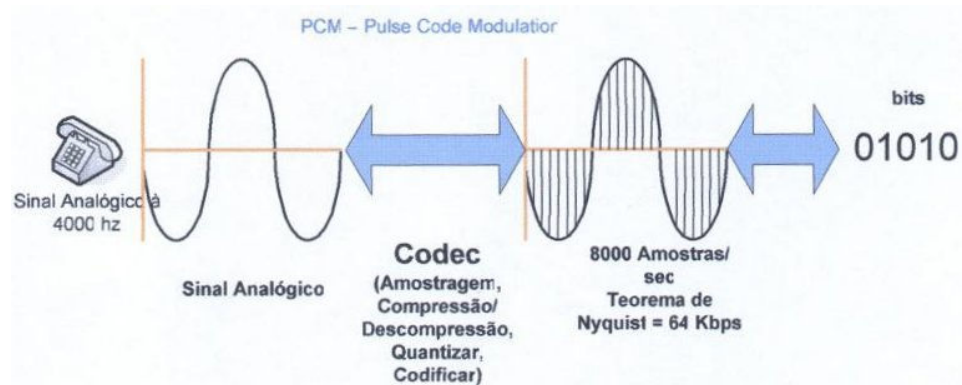 PCM – Pulse Code Modulatior
Sinal Analógico à
4000 hz
Sinal Analógico
Codec
(Amostragem,
Compressão/
Descompressão,
Quantizar,
Codificar)
8000 Amostras/
sec
Teorema de
Nyquist = 64 Kbps
bits
01010